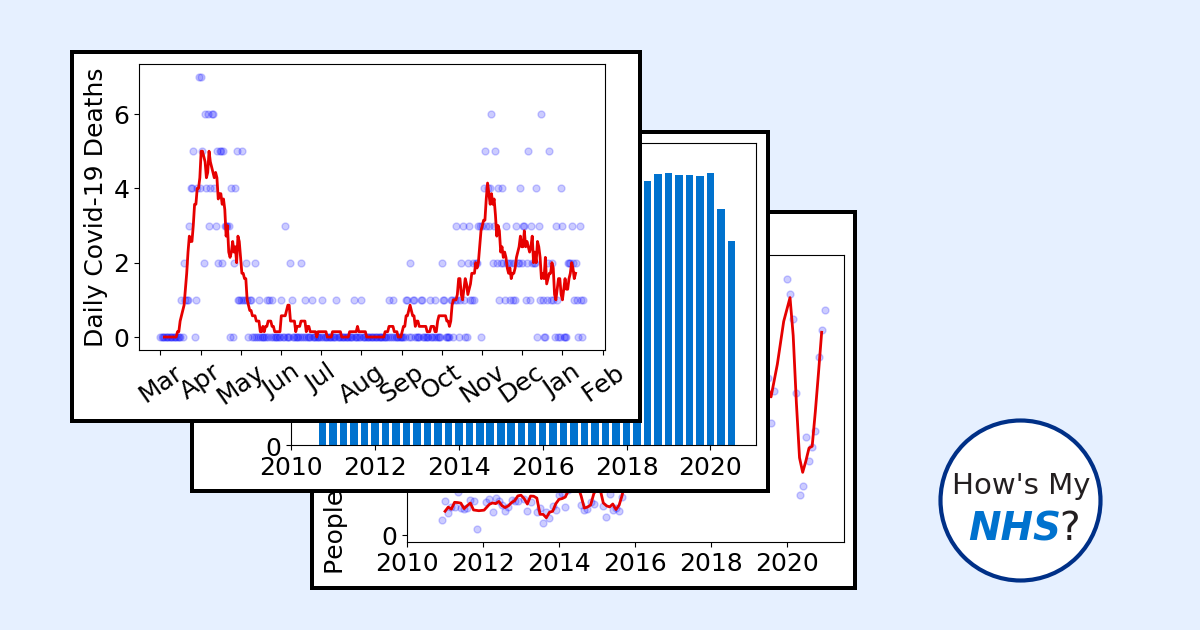 Daily Covid-19 Deaths
6
4
2
0
Mar Apr May Jun Jul Aug Sep Oct Nov Dec Jan Feb
0
2010 2012 2014 2016 2018 2020
People
0
2010 2012 2014 2016 2018 2020
How's My
NHS?